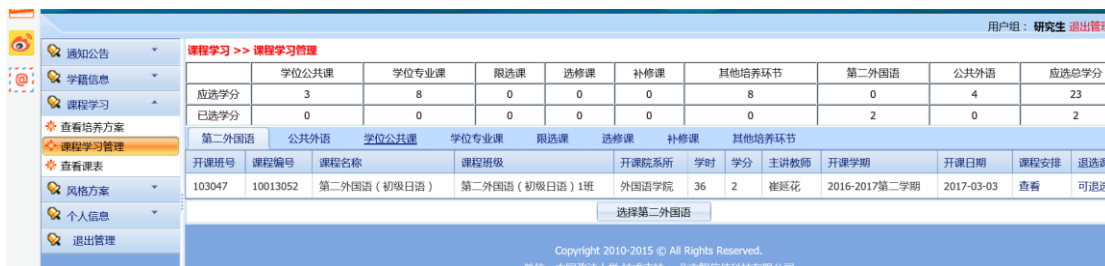 用户组： 研究生 退出管理
通知公告
学籍信息
课程学习
查看培养方案
课程学习管理
查看课表
风格方案
个人信息
退出管理
课程学习 >> 课程学习管理
学位公共课 学位专业课 限选课 选修课 补修课 其他培养环节 第二外国语 公共外语 应选总学分
应选学分 3 8 0 0 0 8 0 4 23
已选学分 0 0 0 0 0 0 2 0 2
第二外国语 公共外语 学位公共课 学位专业课 限选课 选修课 补修课 其他培养环节
开课班号 课程编号 课程名称 课程班级 开课院系所 学时 学分 主讲教师 开课学期 开课日期 课程安排 退选课
103047 10013052 第二外国语（初级日语） 第二外国语（初级日语）1班 外国语学院 36 2 崔延花 2016-2017第二学期 2017-03-03 查看 可退选
选择第二外国语
Copyright 2010-2015 © All Rights Reserved.